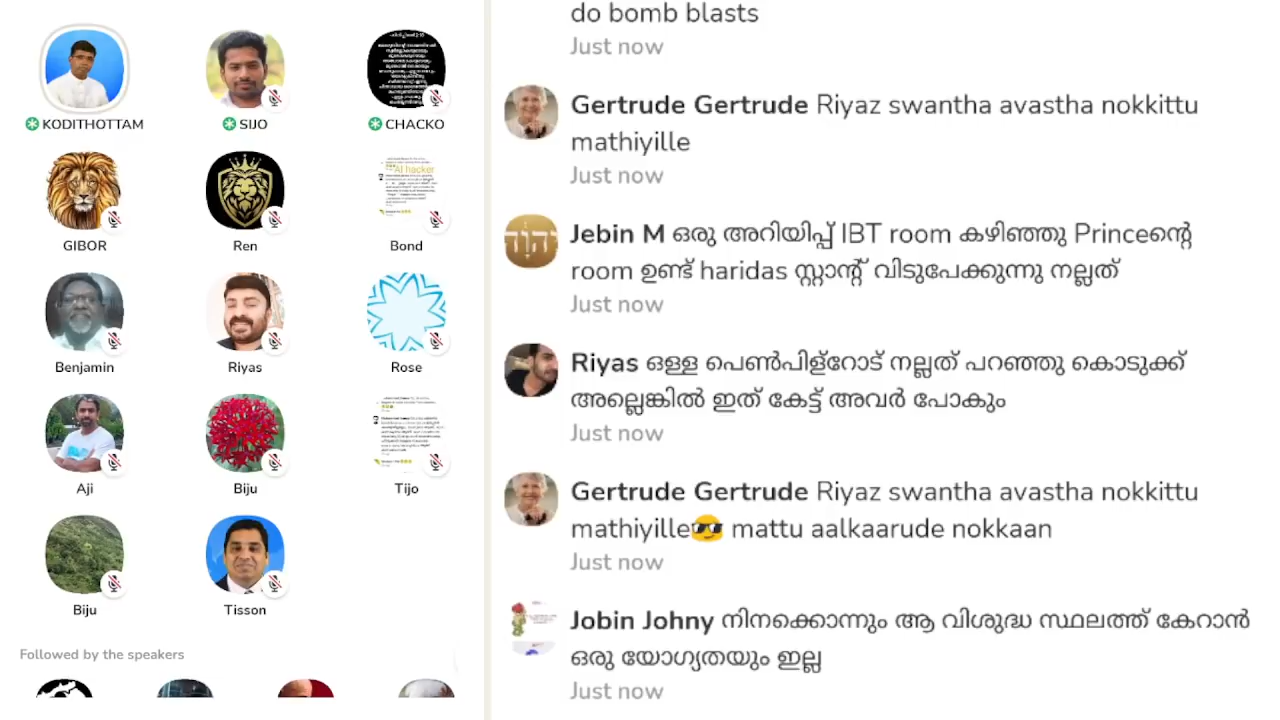 KODITHOTTAM
SIJO
CHACKO
GIBOR
Ren
AI hacker
Bond
Benjamin
Riyas
Rose
Aji
Biju
Tijo
Biju
Tisson
Followed by the speakers
do bomb blasts
Just now
Gertrude Gertrude Riyaz swantha avastha nokkittu
mathiyille
Just now
Jebin M ഒരു അറിയിപ്പ് IBT room കഴിഞ്ഞു Princeന്റെ
room ഉണ്ട് haridas സ്റ്റാന്റ് വിടുപേക്കുന്നു നല്ലത്
Just now
Riyas ഒള്ള പെൺപിള്റോട് നല്ലത് പറഞ്ഞു കൊടുക്ക്
അല്ലെങ്കിൽ ഇത് കേട്ട് അവർ പോകും
Just now
Gertrude Gertrude Riyaz swantha avastha nokkittu
mathiyille😎 mattu aalkaarude nokkaan
Just now
Jobin Johny നിനക്കൊന്നും ആ വിശുദ്ധ സ്ഥലത്ത് കേറാൻ
ഒരു യോഗ്യതയും ഇല്ല
Just now